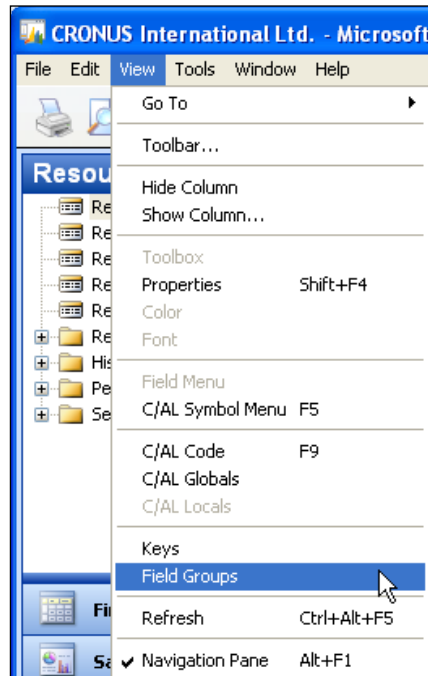 CRONUS International Ltd. - Microsoft
File Edit View Tools Window Help
Go To
Toolbar...
Resou
Hide Column
Re
Show Column...
Re
Re
Toolbox
Re
Properties Shift+F4
Re
Color
Re
Font
His
Pe
Field Menu
Se
C/AL Symbol Menu F5
C/AL Code F9
C/AL Globals
C/AL Locals
Keys
Field Groups
Fi
Refresh Ctrl+Alt+F5
Sa
Navigation Pane Alt+F1